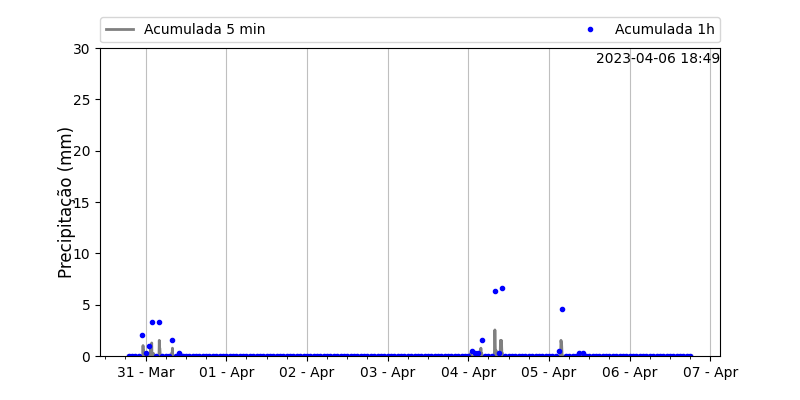 Acumulada 5 min
Acumulada 1h
2023-04-06 18:49
Precipitação (mm)
30
25
20
15
10
5
0
31 - Mar
01 - Apr
02 - Apr
03 - Apr
04 - Apr
05 - Apr
06 - Apr
07 - Apr